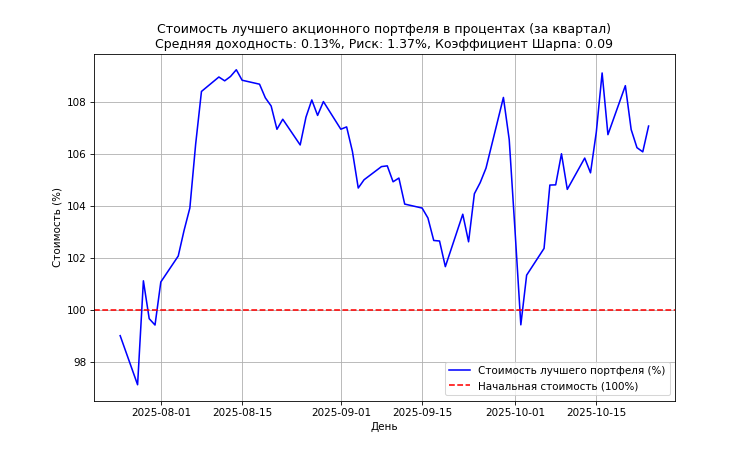 Стоимость лучшего акционного портфеля в процентах (за квартал)
Средняя доходность: 0.13%, Риск: 1.37%, Коэффициент Шарпа: 0.09
Стоимость (%)
108
106
104
102
100
98
Стоимость лучшего портфеля (%)
Начальная стоимость (100%)
2025-08-01
2025-08-15
2025-09-01
2025-09-15
2025-10-01
2025-10-15
День